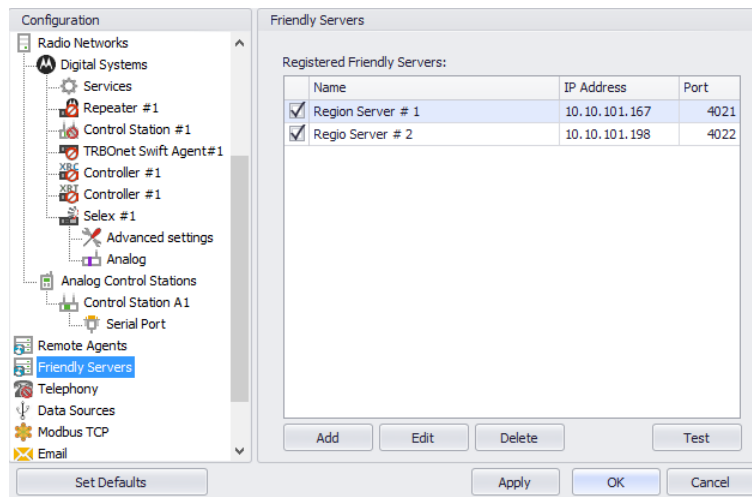 Configuration
Radio Networks
Digital Systems
Services
Repeater #1
Control Station #1
TRBOnet Swift Agent#1
XRC
Controller #1
XRT
Controller #1
Selex #1
Advanced settings
Analog
Analog Control Stations
Control Station A1
Serial Port
Remote Agents
Friendly Servers
Telephony
Data Sources
Modbus TCP
Email
Set Defaults
Friendly Servers
Registered Friendly Servers:
Name IP Address Port
Region Server # 1 10.10.101.167 4021
Regio Server # 2 10.10.101.198 4022
Add Edit Delete Test
Apply OK Cancel